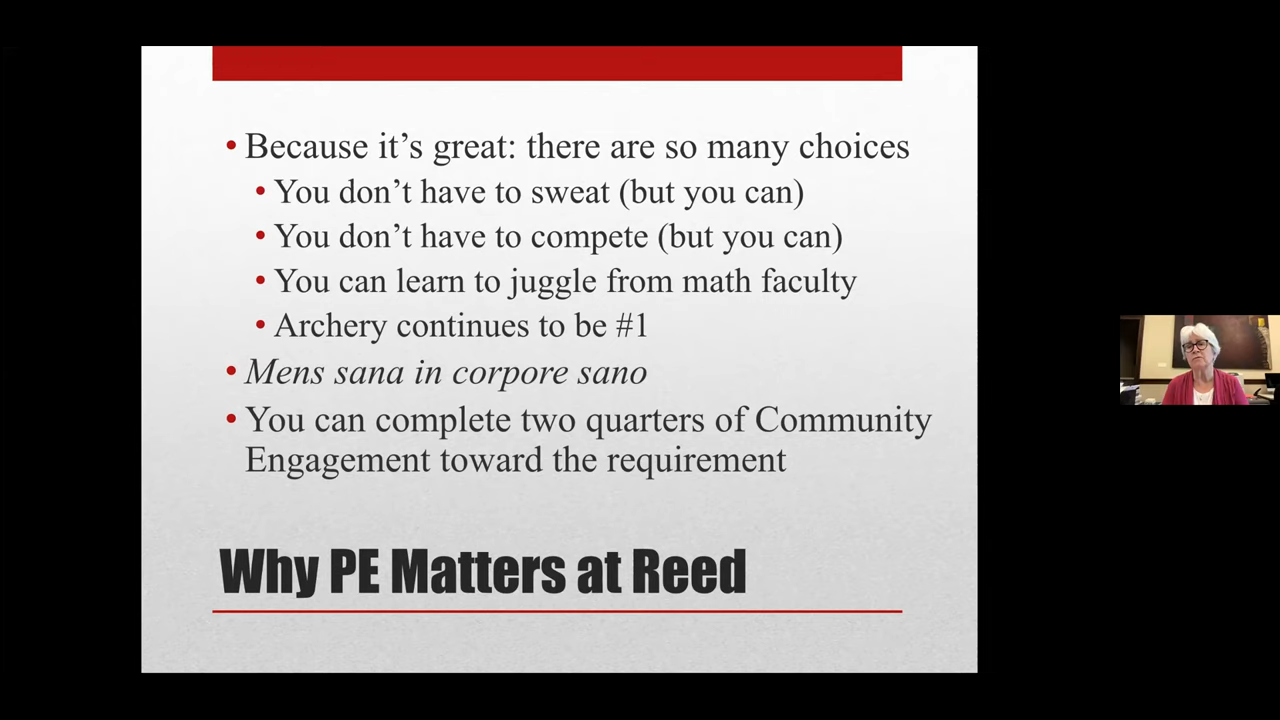 • Because it’s great: there are so many choices
• You don’t have to sweat (but you can)
• You don’t have to compete (but you can)
• You can learn to juggle from math faculty
• Archery continues to be #1
• Mens sana in corpore sano
• You can complete two quarters of Community
Engagement toward the requirement
Why PE Matters at Reed